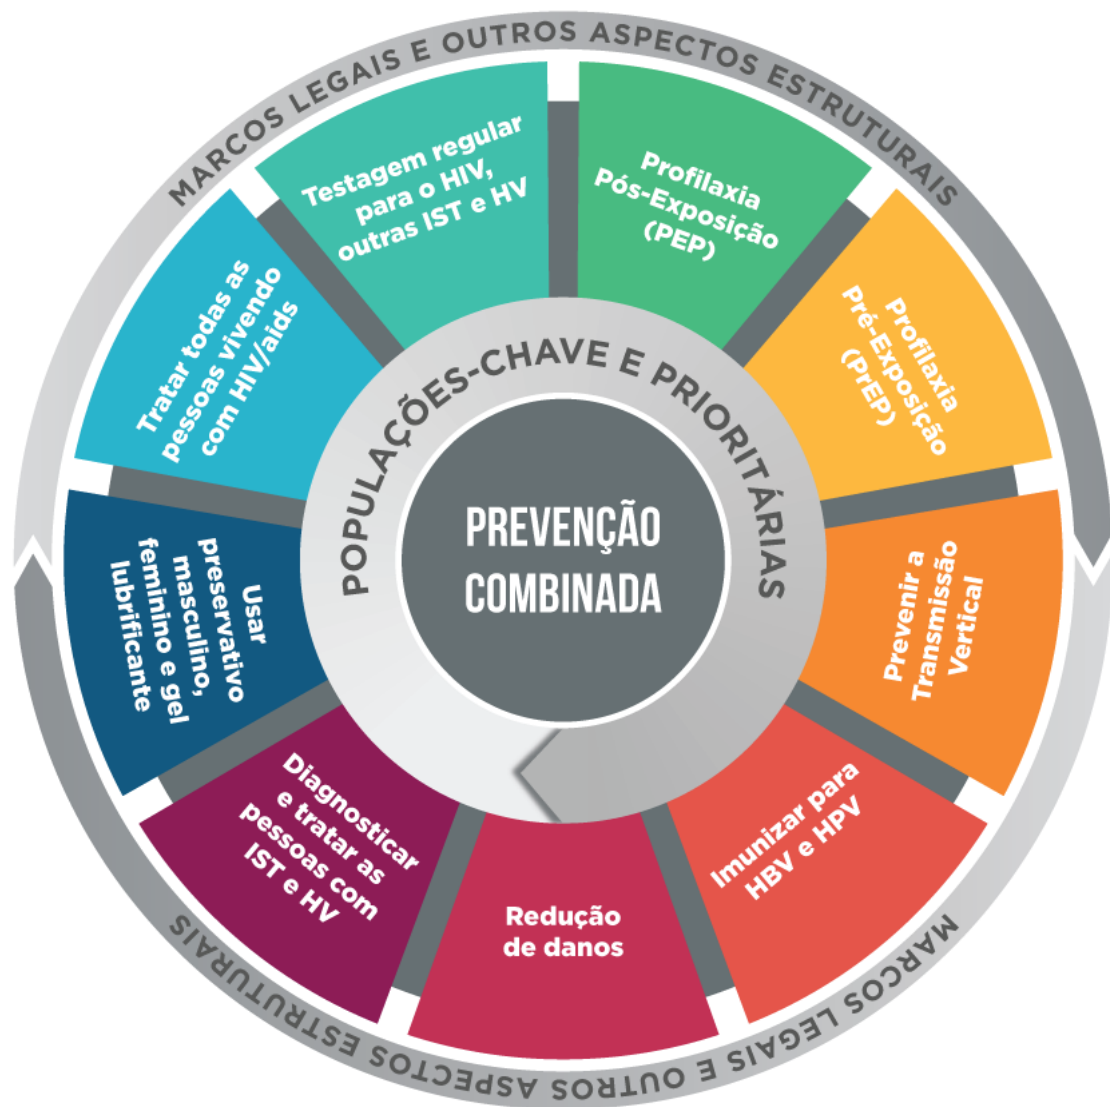 MARCOS LEGAIS E OUTROS ASPECTOS ESTRUTURAIS
Testagem regular
para o HIV,
outras IST e HV
Profilaxia
Pós-Exposição
(PEP)
Profilaxia
Pré-Exposição
(PrEP)
Prevenir a
Transmissão
Vertical
Imunizar para
HBV e HPV
Redução
de danos
Diagnosticar
e tratar as
pessoas com
IST e HV
Usar
preservativo
masculino,
feminino e gel
lubrificante
Tratar todas as
pessoas vivendo
com HIV/aids
POPULAÇÕES-CHAVE E PRIORITÁRIAS
PREVENÇÃO
COMBINADA
MARCOS LEGAIS E OUTROS ASPECTOS ESTRUTURAIS